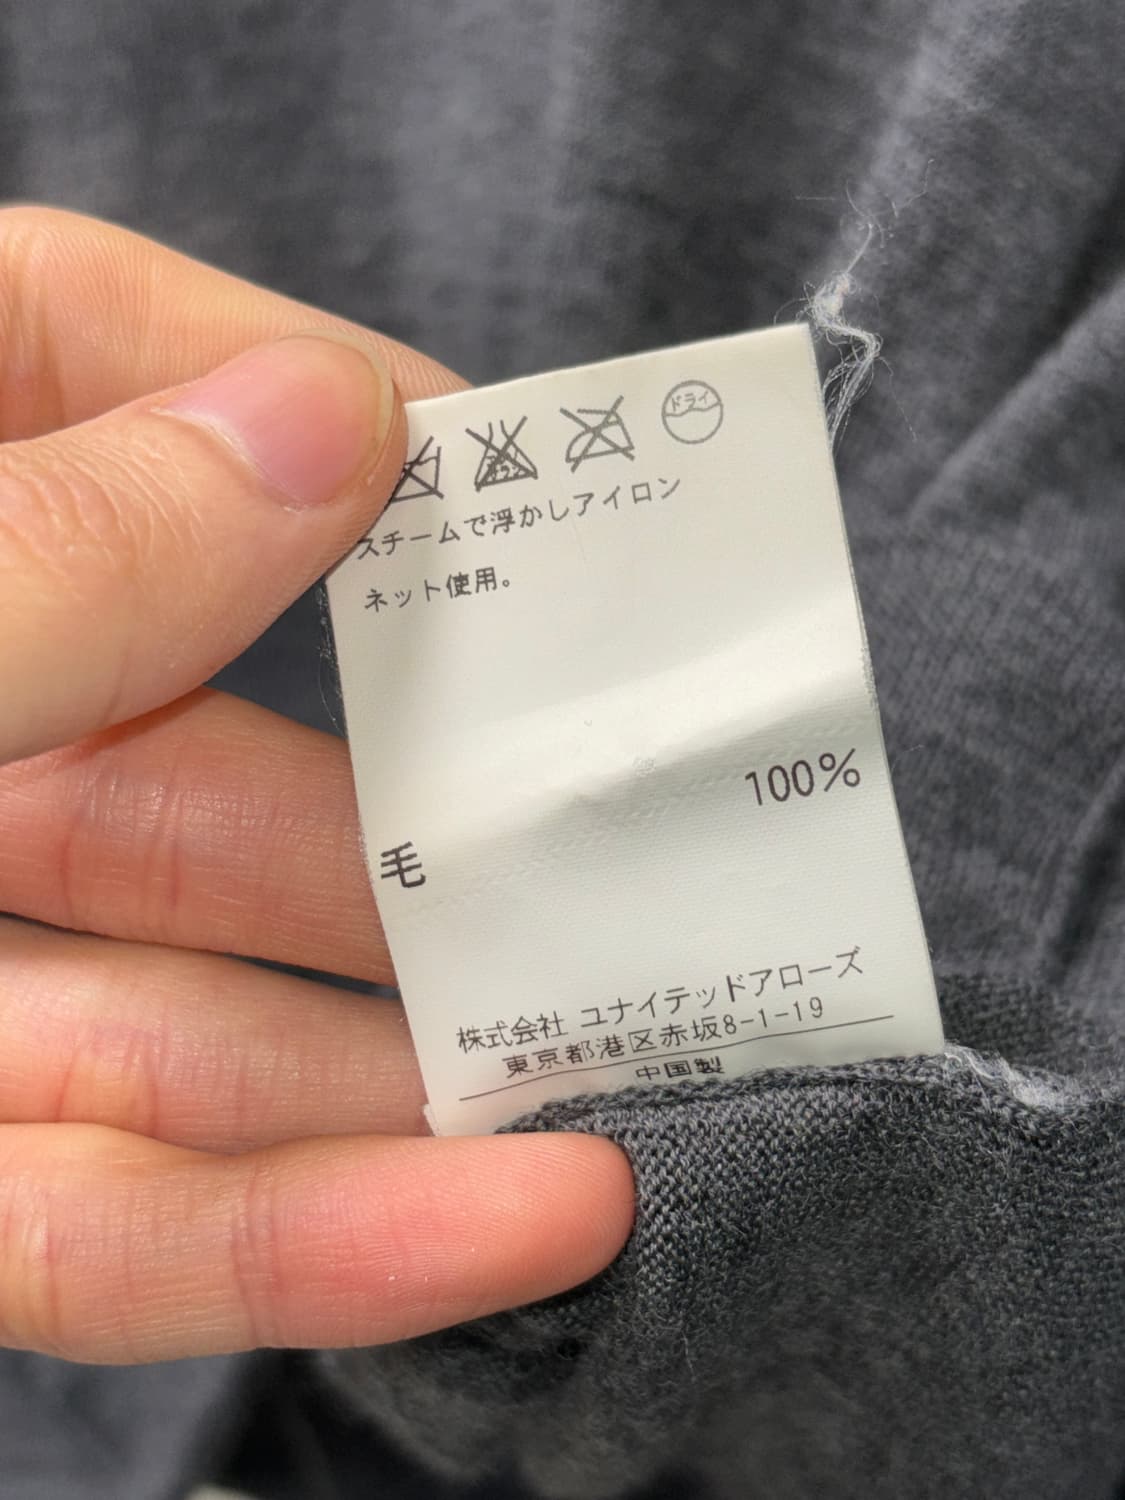 ドライ
スチームで浮かしアイロン
ネット使用。
毛 100%
株式会社 ユナイテッドアローズ
東京都港区赤坂8-1-19
中国製